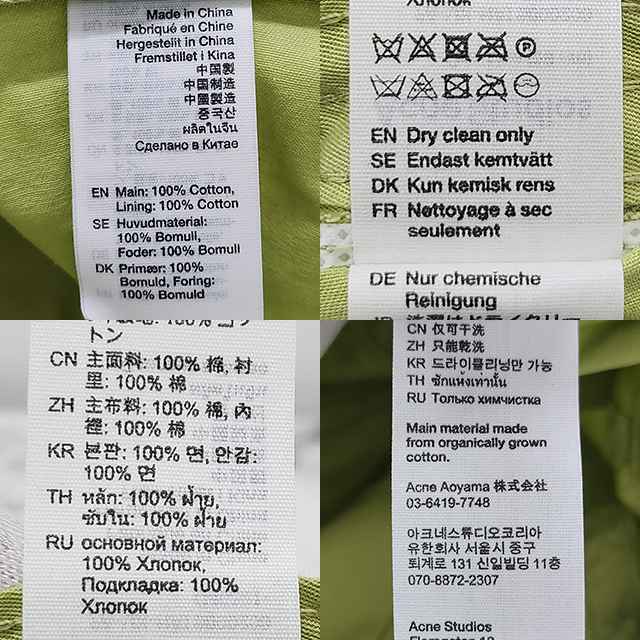 Made in China
Fabriqué en Chine
Hergestelit in China
Fremstillet i Kina
中国製
中国制造
中國製造
중국산
ผลิตในจีน
Сделано в Китае
EN Main: 100% Cotton,
Lining: 100% Cotton
SE Huvudmaterial:
100% Bomull,
Foder: 100% Bomull
DK Primær: 100%
Bomuld, Foring:
100% Bomuld
Хлопок
P
EN Dry clean only
SE Endast kemtvätt
DK Kun kemisk rens
FR Nettoyage à sec
seulement
DE Nur chemische
Reinigung
トン
CN 主面料: 100% 棉, 衬
里: 100% 棉
ZH 主布料: 100% 棉, 內
裡: 100% 棉
KR 본판: 100% 면, 안감:
100% 면
TH หลัก: 100% ฝ้าย,
ซับใน: 100% ฝ้าย
RU основной материал:
100% Хлопок,
Подкладка: 100%
Хлопок
CN 仅可干洗
ZH 只能乾洗
KR 드라이클리닝만 가능
TH ซักแห้งเท่านั้น
RU Только химчистка
Main material made
from organically grown
cotton.
Acne Aoyama 株式会社
03-6419-7748
아크네스튜디오코리아
유한회사 서울시 중구
퇴계로 131 신일빌딩 11층
070-8872-2307
Acne Studios